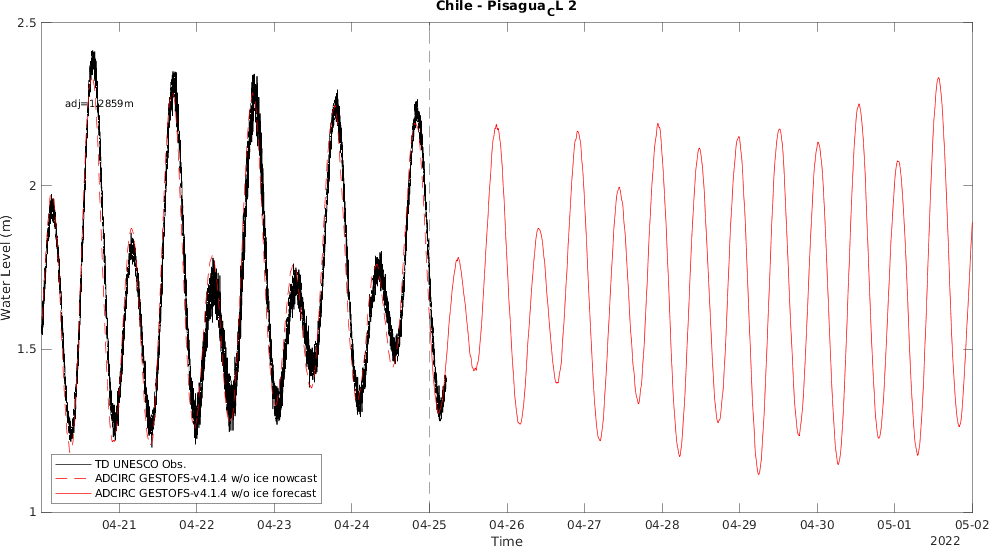 Chile - Pisagua_CL 2
2.5
adj=1.2859m
2
Water Level (m)
1.5
TD UNESCO Obs.
ADCIRC GESTOFS-v4.1.4 w/o ice nowcast
ADCIRC GESTOFS-v4.1.4 w/o ice forecast
1
04-21 04-22 04-23 04-24 04-25 04-26 04-27 04-28 04-29 04-30 05-01 05-02
Time
2022